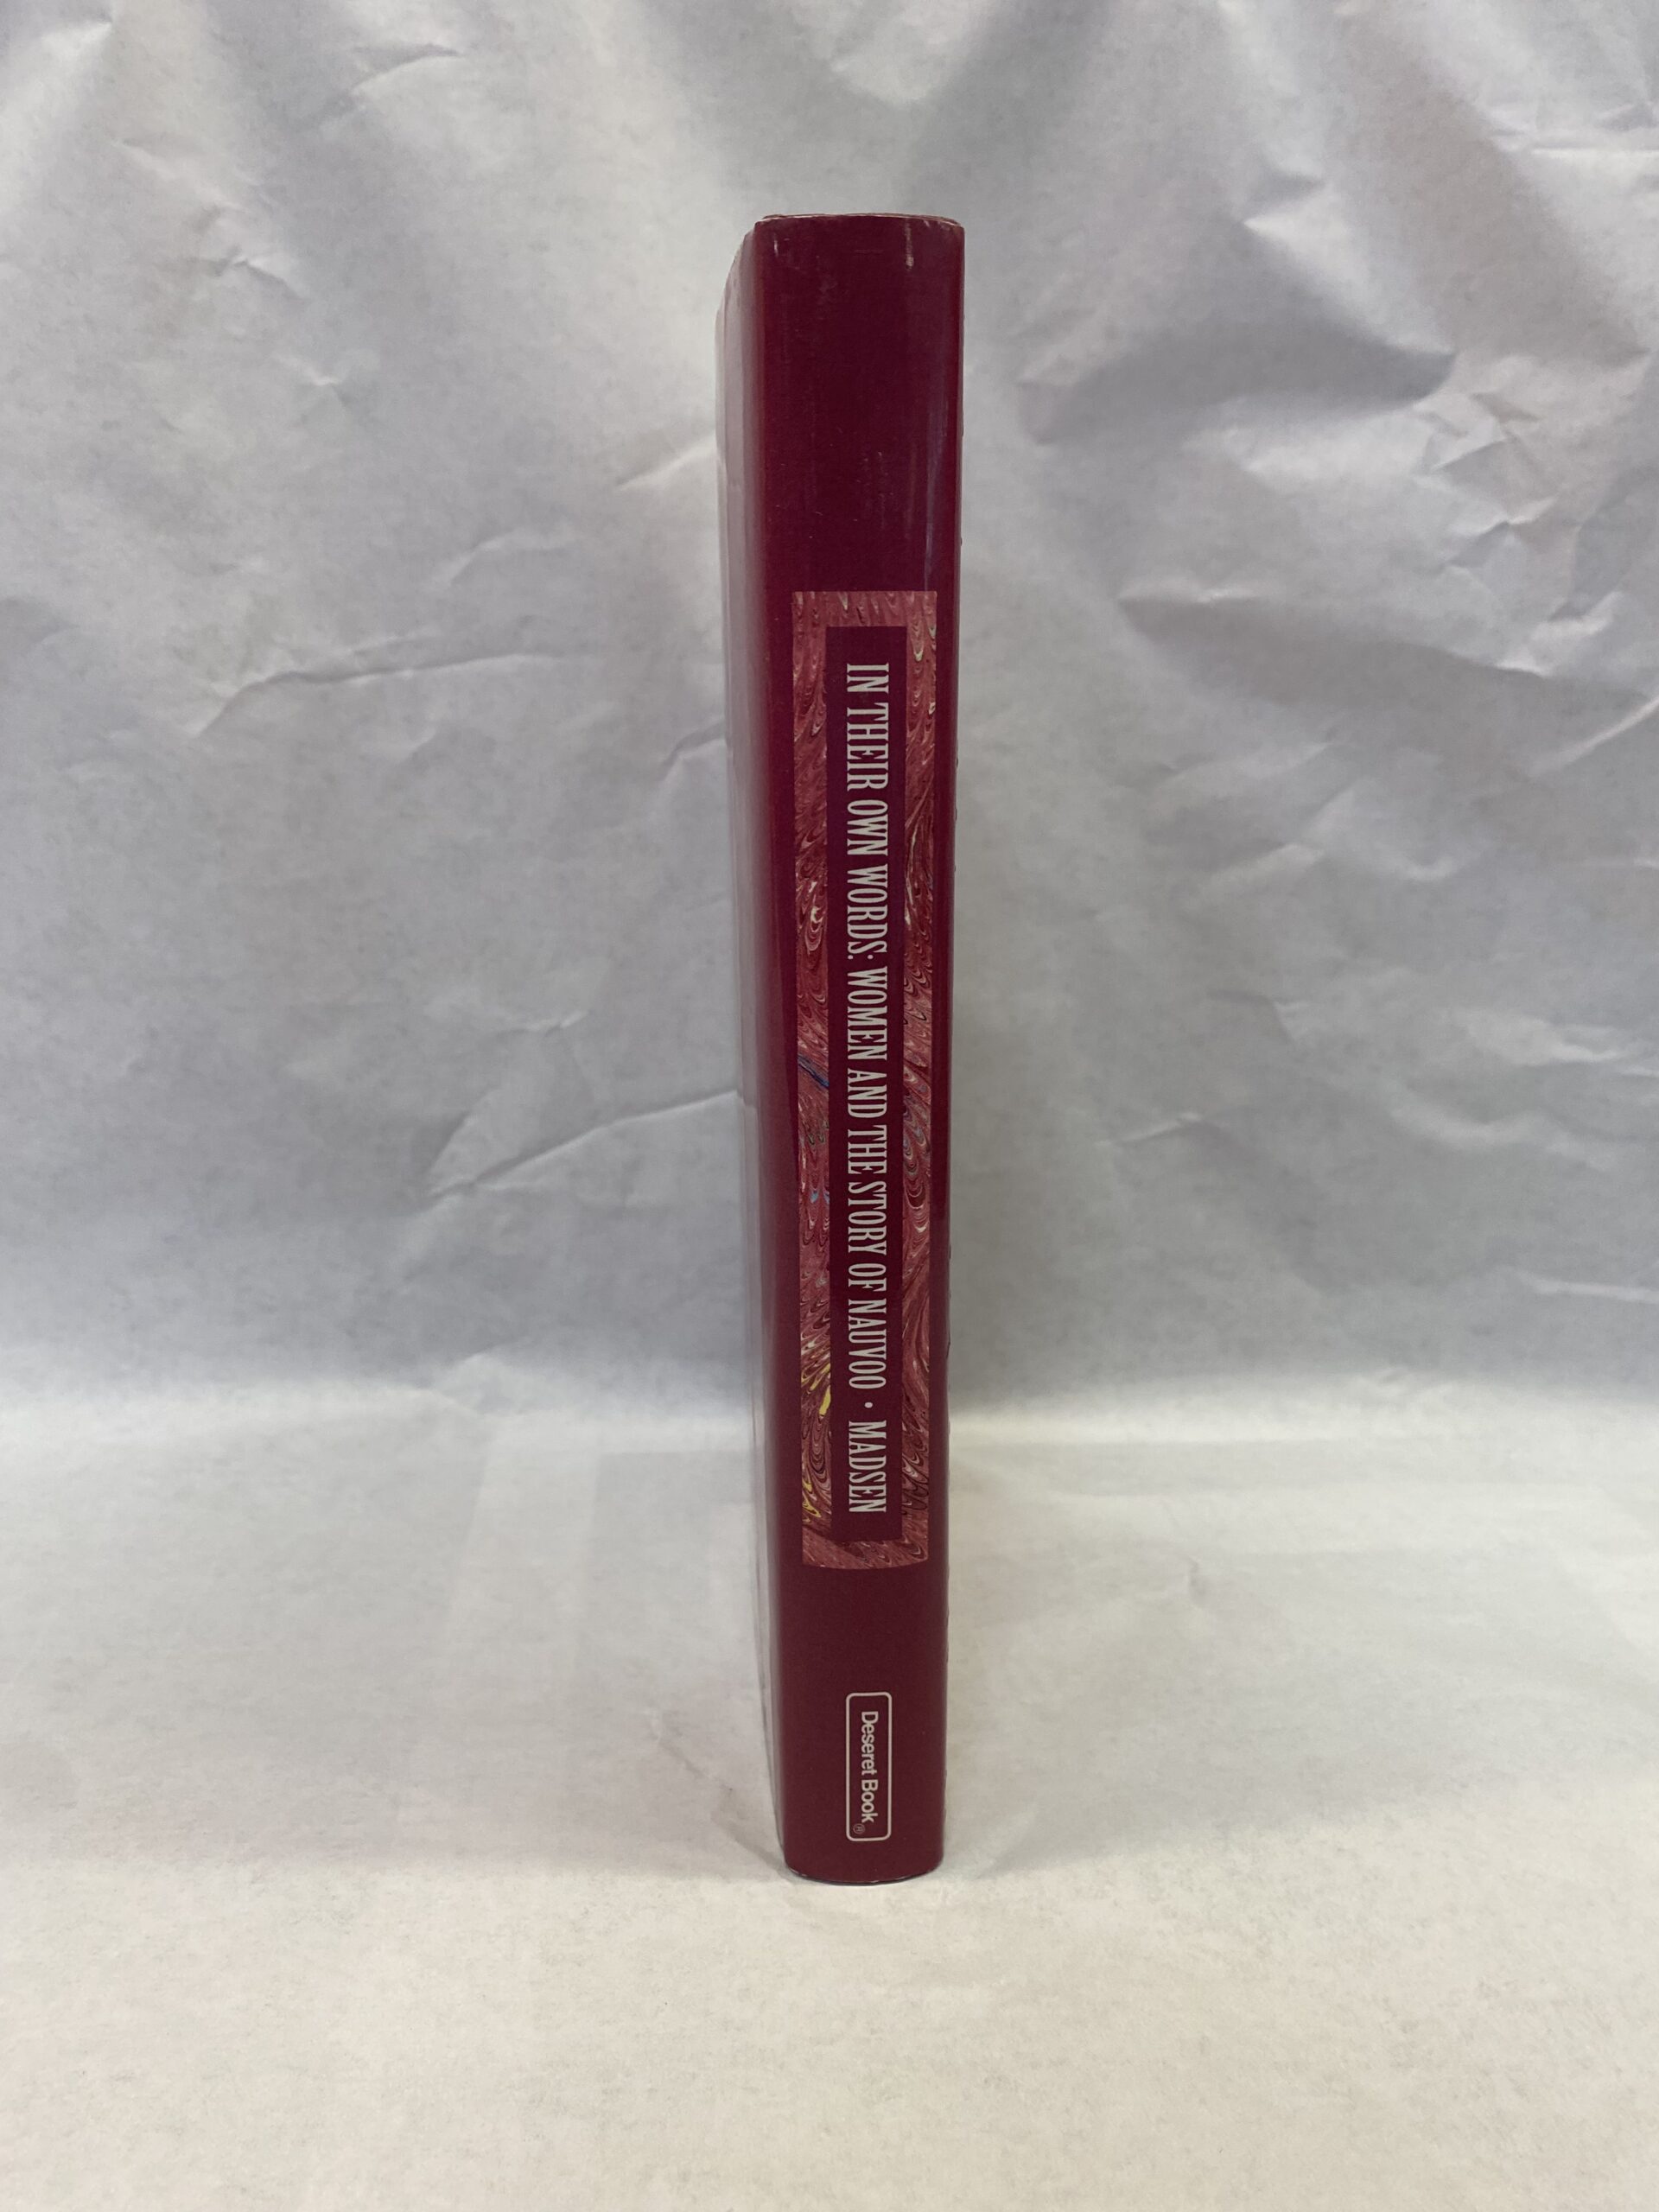 IN THEIR OWN WORDS: WOMEN AND THE STORY OF NAUVOO • MADSEN
Deseret Book®